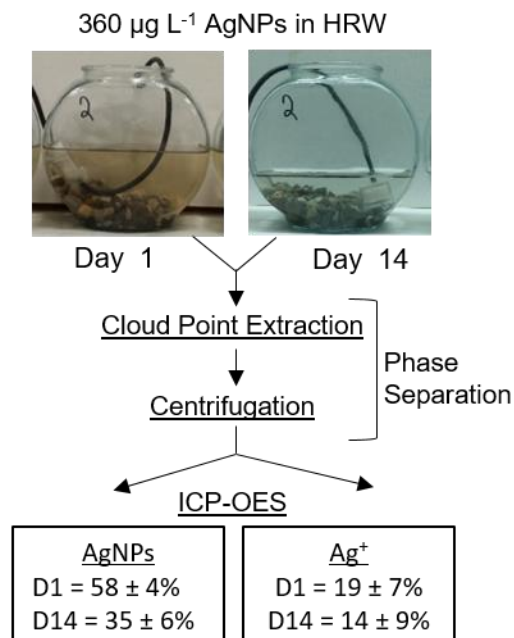 360 µg L⁻¹ AgNPs in HRW
2
2
Day 1
Day 14
Cloud Point Extraction
Centrifugation
Phase
Separation
ICP-OES
AgNPs
D1 = 58 ± 4%
D14 = 35 ± 6%
Ag⁺
D1 = 19 ± 7%
D14 = 14 ± 9%